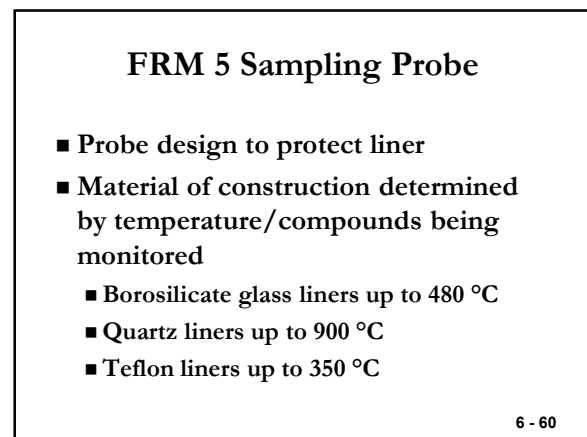 FRM 5 Sampling Probe
■ Probe design to protect liner
■ Material of construction determined
by temperature/compounds being
monitored
■ Borosilicate glass liners up to 480 °C
■ Quartz liners up to 900 °C
■ Teflon liners up to 350 °C
6 - 60